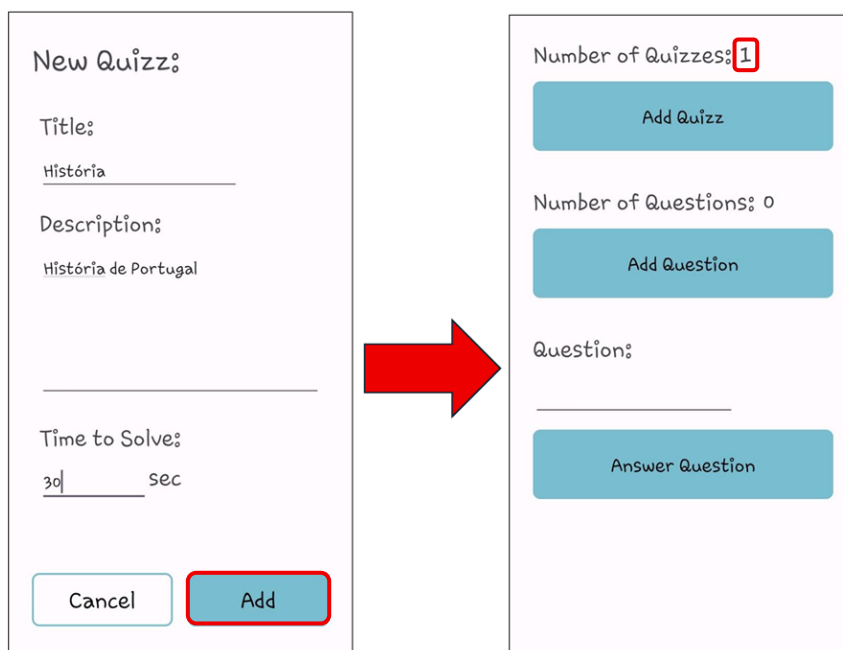 New Quizz:
Title:
História
Description:
História de Portugal
Time to Solve:
30 sec
Cancel
Add
Number of Quizzes: 1
Add Quizz
Number of Questions: 0
Add Question
Question:
Answer Question